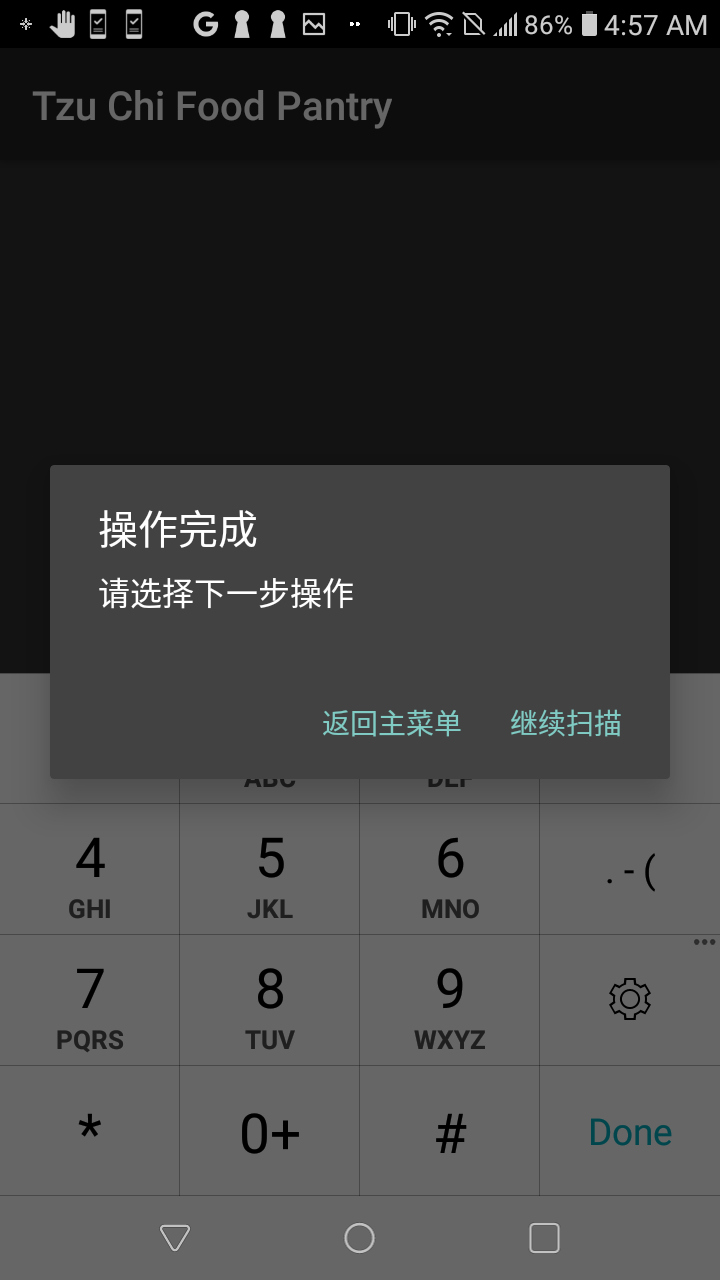 86% 4:57 AM
Tzu Chi Food Pantry
操作完成
请选择下一步操作
返回主菜单 继续扫描
ABC DEF
4 5 6 . - (
GHI JKL MNO
7 8 9
PQRS TUV WXYZ
* 0+ # Done